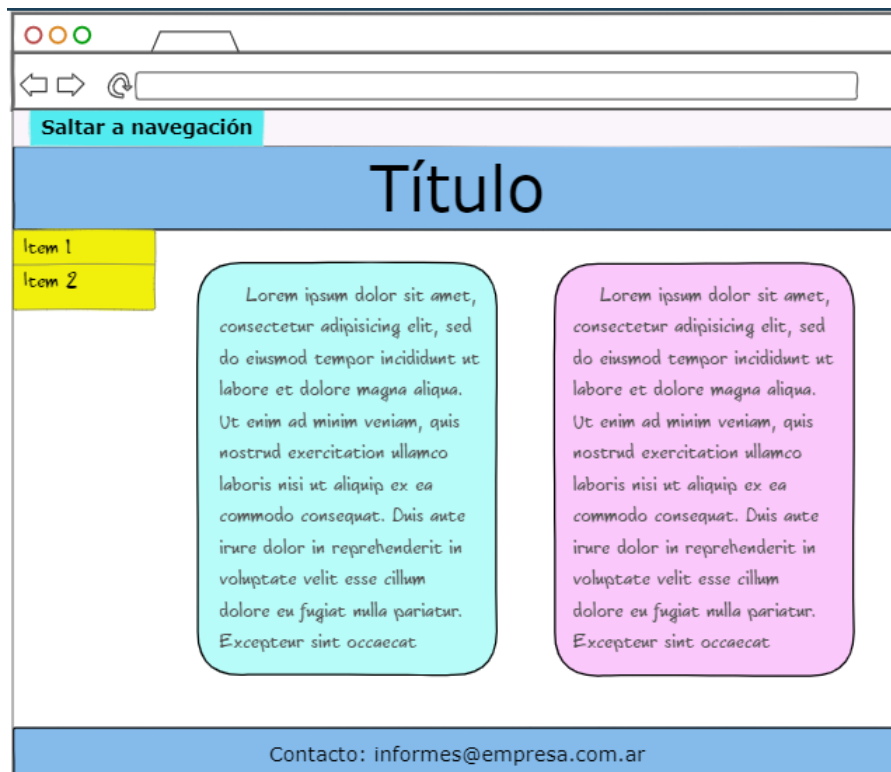 Saltar a navegación
Título
Item 1
Item 2
Lorem ipsum dolor sit amet,
consectetur adipisicing elit, sed
do eiusmod tempor incididunt ut
labore et dolore magna aliqua.
Ut enim ad minim veniam, quis
nostrud exercitation ullamco
laboris nisi ut aliquip ex ea
commodo consequat. Duis aute
irure dolor in reprehenderit in
voluptate velit esse cillum
dolore eu fugiat nulla pariatur.
Excepteur sint occaecat
Lorem ipsum dolor sit amet,
consectetur adipisicing elit, sed
do eiusmod tempor incididunt ut
labore et dolore magna aliqua.
Ut enim ad minim veniam, quis
nostrud exercitation ullamco
laboris nisi ut aliquip ex ea
commodo consequat. Duis aute
irure dolor in reprehenderit in
voluptate velit esse cillum
dolore eu fugiat nulla pariatur.
Excepteur sint occaecat
Contacto: informes@empresa.com.ar